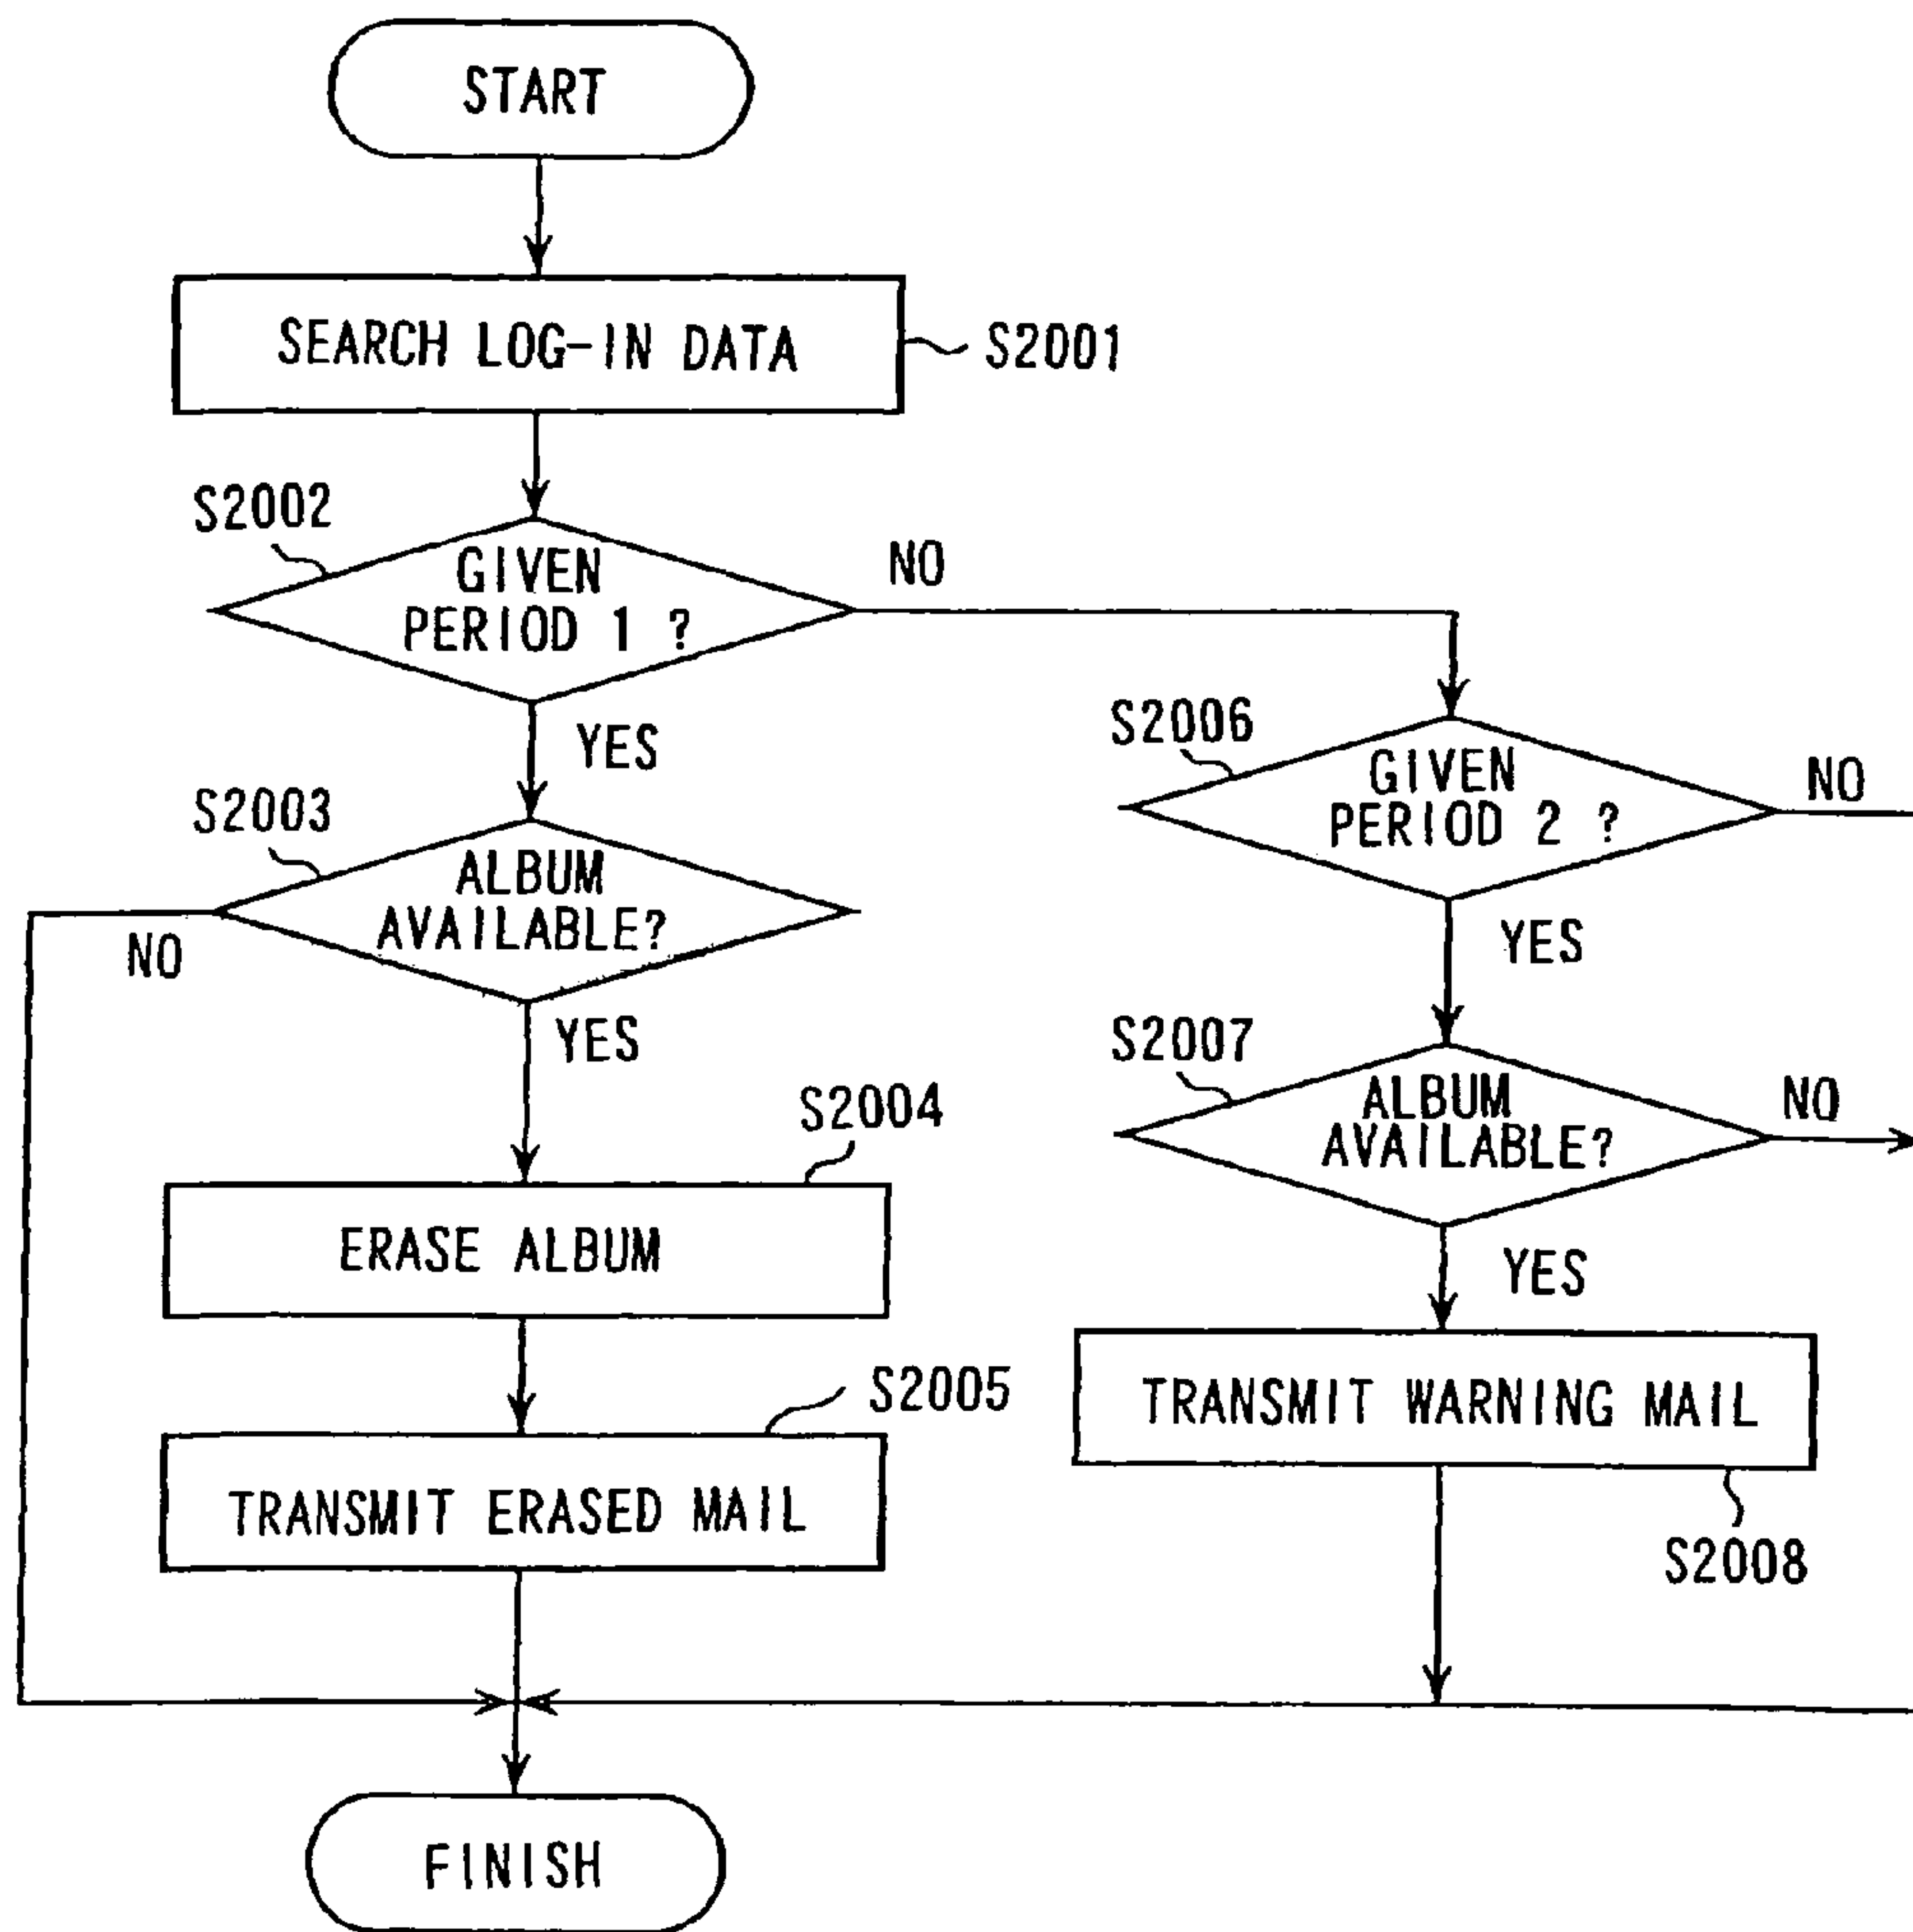 START
SEARCH LOG-IN DATA
S2001
S2002
GIVEN
PERIOD 1 ?
NO
YES
S2003
ALBUM
AVAILABLE?
NO
YES
S2004
ERASE ALBUM
S2005
TRANSMIT ERASED MAIL
S2006
GIVEN
PERIOD 2 ?
NO
YES
S2007
ALBUM
AVAILABLE?
NO
YES
TRANSMIT WARNING MAIL
S2008
FINISH